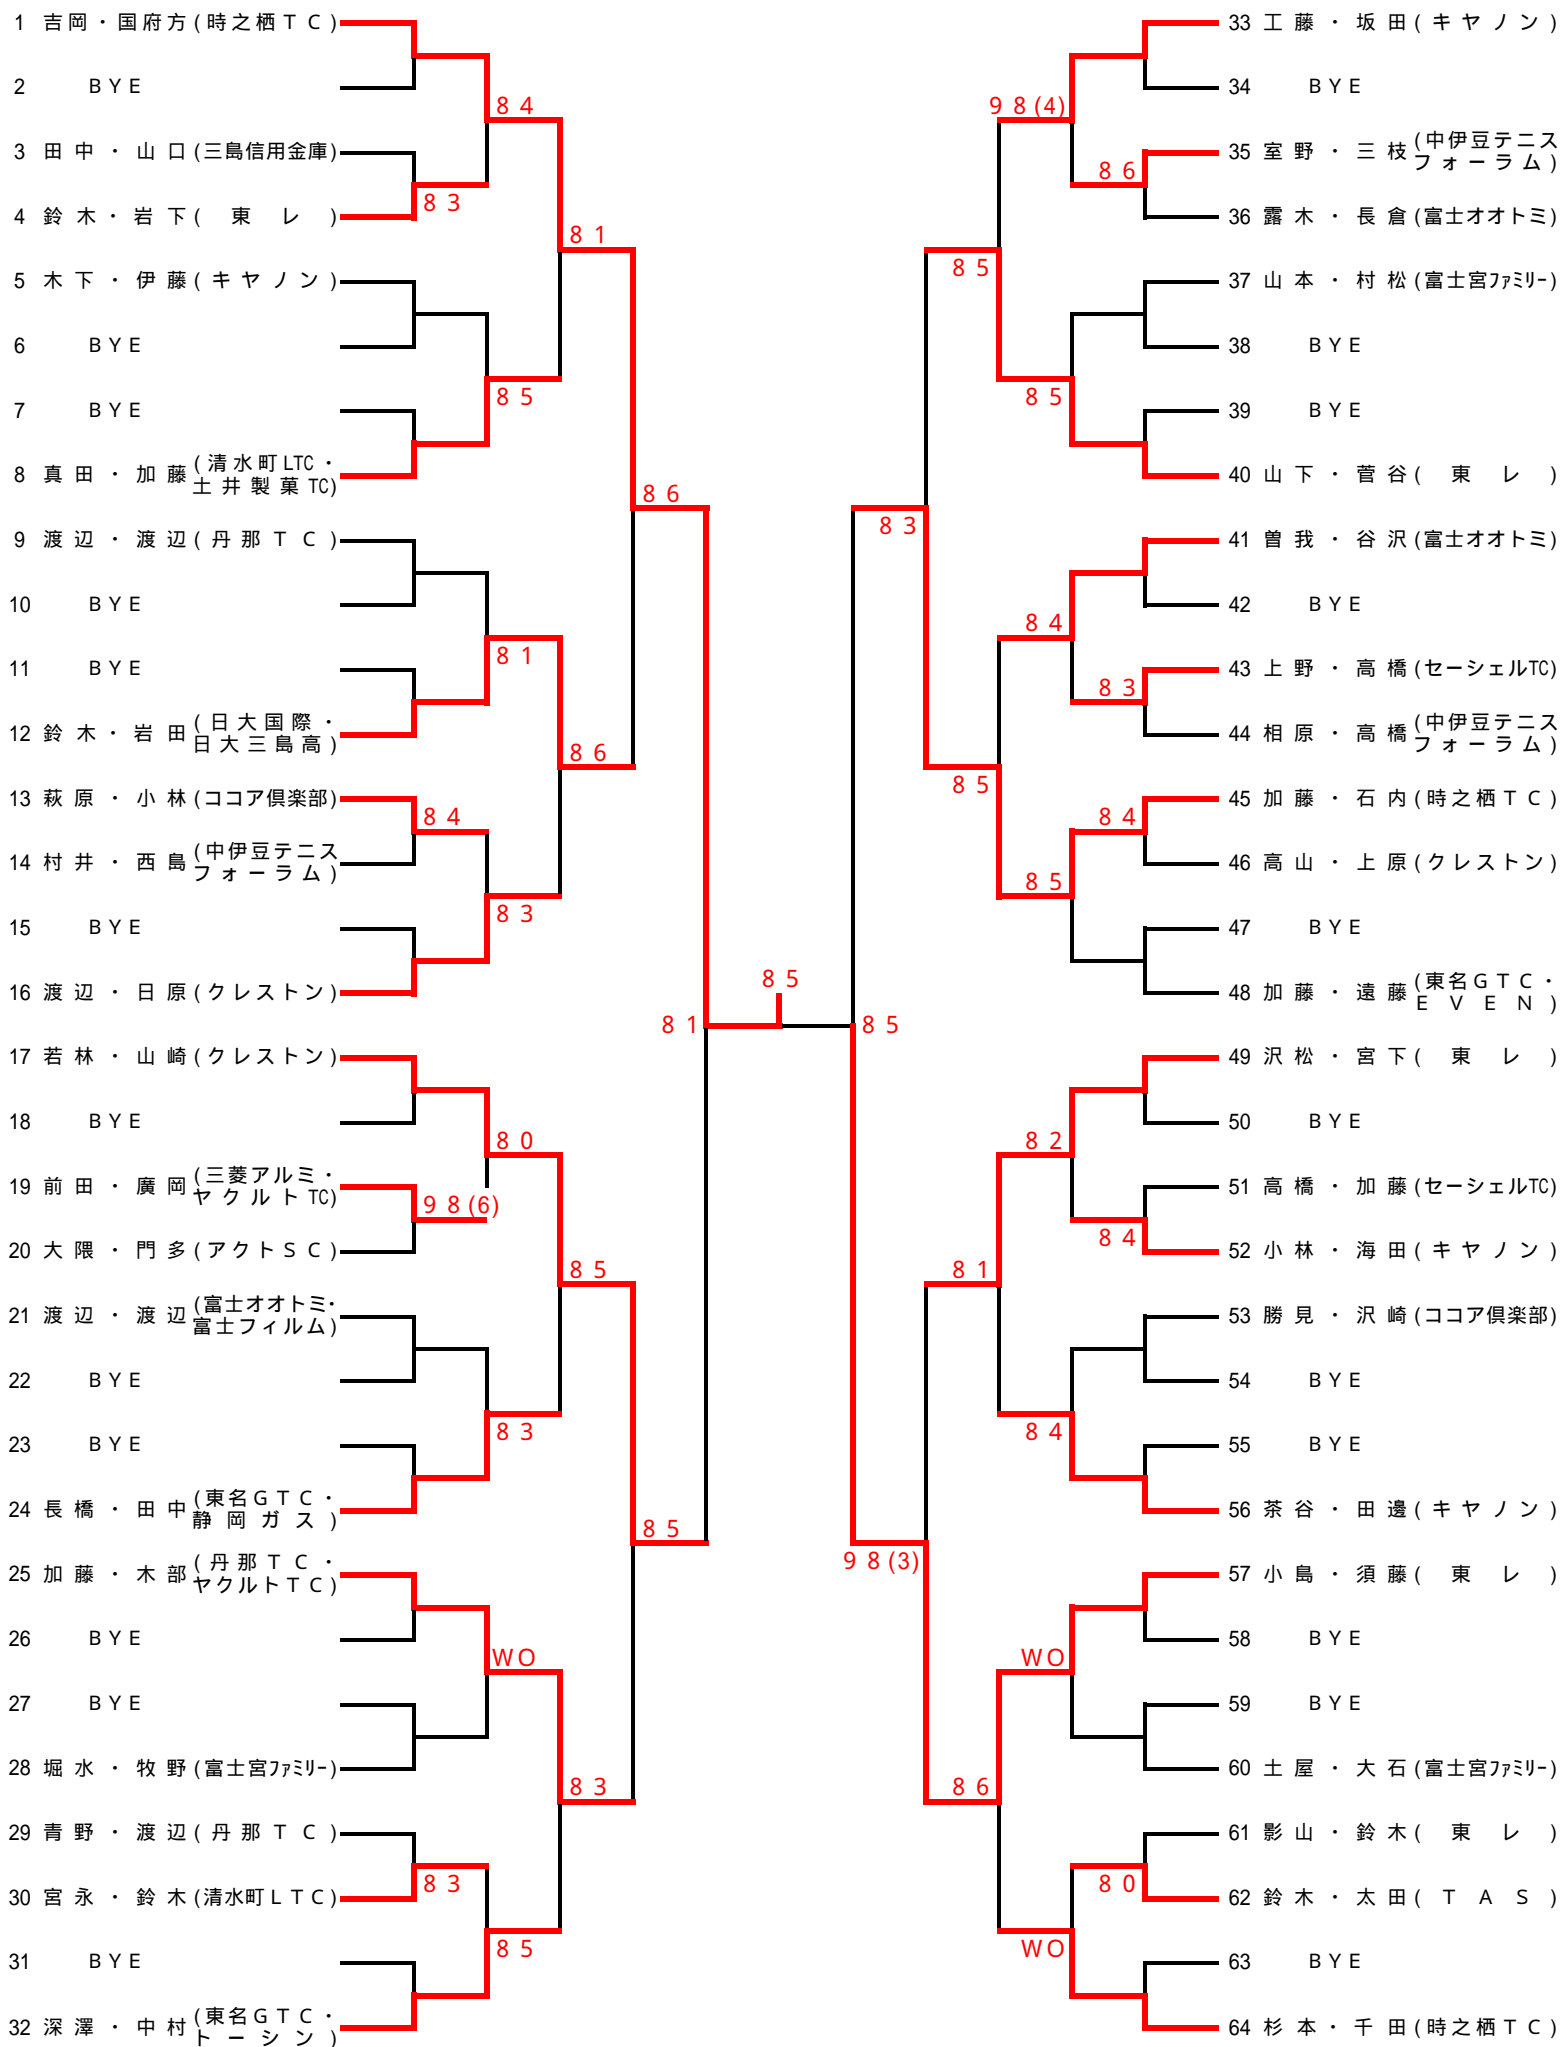 1 吉岡・国府方(時之栖TC)
2 BYE
84
3 田中・山口(三島信用金庫)
83
4 鈴木・岩下(東レ)
81
5 木下・伊藤(キヤノン)
6 BYE
85
7 BYE
8 真田・加藤(清水町LTC・
土井製菓TC)
86
9 渡辺・渡辺(丹那TC)
10 BYE
81
11 BYE
12 鈴木・岩田(日大国際・
日大三島高)
86
13 萩原・小林(ココア倶楽部)
84
14 村井・西島(中伊豆テニス
フォーラム)
83
15 BYE
16 渡辺・日原(クレストン)
81
17 若林・山崎(クレストン)
18 BYE
80
19 前田・廣岡(三菱アルミ・
ヤクルトTC)
98(6)
20 大隈・門多(アクトSC)
85
21 渡辺・渡辺(富士オオトミ・
富士フィルム)
22 BYE
83
23 BYE
24 長橋・田中(東名GTC・
静岡ガス)
85
25 加藤・木部(丹那TC・
ヤクルトTC)
26 BYE
WO
27 BYE
28 堀水・牧野(富士宮ファミリー)
83
29 青野・渡辺(丹那TC)
83
30 宮永・鈴木(清水町LTC)
85
31 BYE
32 深澤・中村(東名GTC・
トーシン)
85
33 工藤・坂田(キヤノン)
34 BYE
98(4)
35 室野・三枝(中伊豆テニス
フォーラム)
86
36 露木・長倉(富士オオトミ)
85
37 山本・村松(富士宮ファミリー)
38 BYE
85
39 BYE
40 山下・菅谷(東レ)
83
41 曽我・谷沢(富士オオトミ)
42 BYE
84
43 上野・高橋(セーシェルTC)
83
44 相原・高橋(中伊豆テニス
フォーラム)
85
45 加藤・石内(時之栖TC)
84
46 高山・上原(クレストン)
85
47 BYE
48 加藤・遠藤(東名GTC・
EVEN)
85
49 沢松・宮下(東レ)
50 BYE
82
51 高橋・加藤(セーシェルTC)
84
52 小林・海田(キヤノン)
81
53 勝見・沢崎(ココア倶楽部)
54 BYE
84
55 BYE
56 茶谷・田邊(キヤノン)
98(3)
57 小島・須藤(東レ)
58 BYE
WO
59 BYE
60 土屋・大石(富士宮ファミリー)
86
61 影山・鈴木(東レ)
80
62 鈴木・太田(TAS)
WO
63 BYE
64 杉本・千田(時之栖TC)